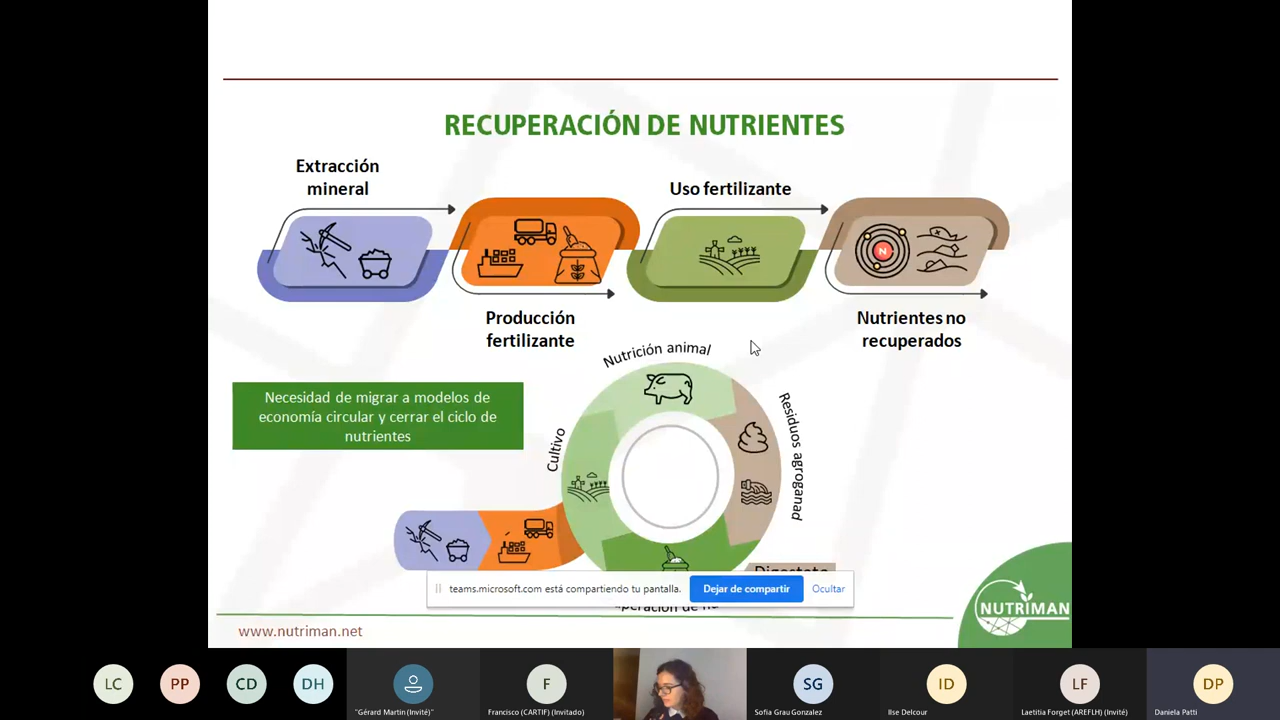 RECUPERACIÓN DE NUTRIENTES
Extracción
mineral
Uso fertilizante
N
Producción
fertilizante
Nutrientes no
recuperados
Nutrición animal
Necesidad de migrar a modelos de
economía circular y cerrar el ciclo de
nutrientes
Cultivo
Residuos agroganad
teams.microsoft.com está compartiendo tu pantalla.
Dejar de compartir
Ocultar
www.nutriman.net
NUTRIMAN
LC
PP
CD
DH
F
SG
ID
LF
DP
"Gérard Martin (Invité)"
Francisco (CARTIF) (Invitado)
Sofia Grau Gonzalez
Ilse Delcour
Laetitia Forget (AREFLH) (Invité)
Daniela Patti